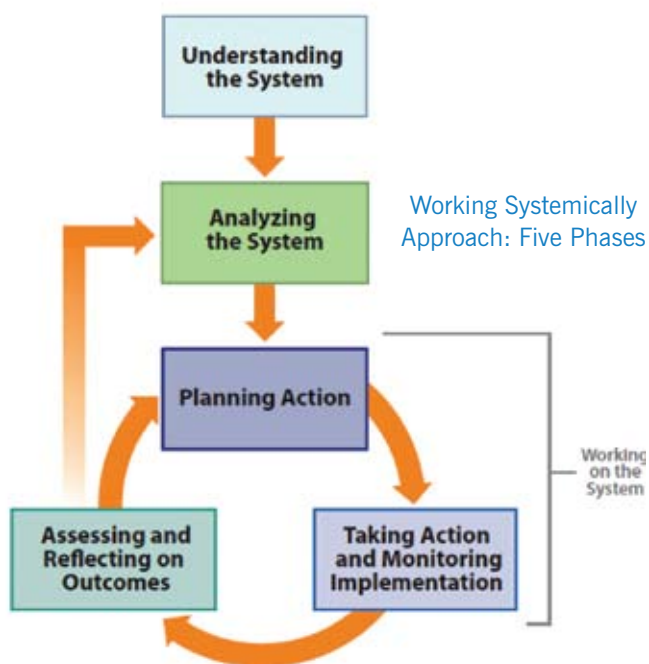 Understanding
the System
Analyzing
the System
Working Systemically
Approach: Five Phases
Planning Action
Working
on the
System
Assessing and
Reflecting on
Outcomes
Taking Action
and Monitoring
Implementation